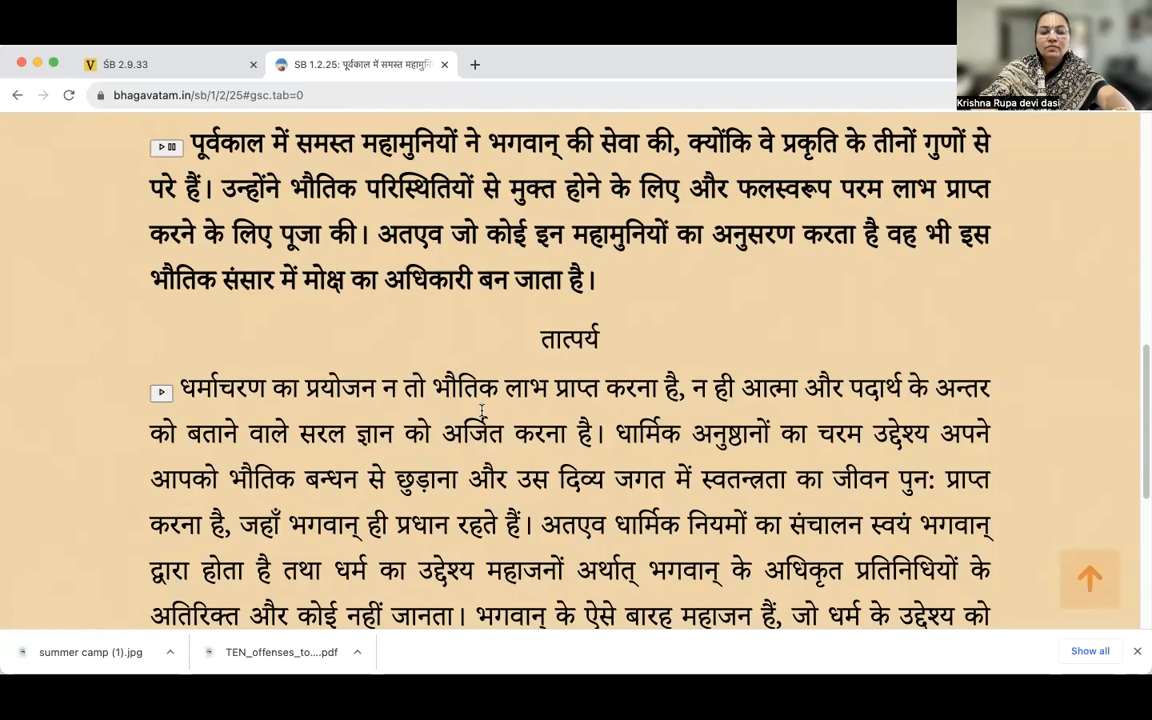 ŚB 2.9.33
SB 1.2.25: पूर्वकाल में समस्त महामुनि
bhagavatam.in/sb/1/2/25#gsc.tab=0
Krishna Rupa devi dasi
पूर्वकाल में समस्त महामुनियों ने भगवान् की सेवा की, क्योंकि वे प्रकृति के तीनों गुणों से
परे हैं। उन्होंने भौतिक परिस्थितियों से मुक्त होने के लिए और फलस्वरूप परम लाभ प्राप्त
करने के लिए पूजा की। अतएव जो कोई इन महामुनियों का अनुसरण करता है वह भी इस
भौतिक संसार में मोक्ष का अधिकारी बन जाता है।
तात्पर्य
धर्माचरण का प्रयोजन न तो भौतिक लाभ प्राप्त करना है, न ही आत्मा और पदार्थ के अन्तर
को बताने वाले सरल ज्ञान को अर्जित करना है। धार्मिक अनुष्ठानों का चरम उद्देश्य अपने
आपको भौतिक बन्धन से छुड़ाना और उस दिव्य जगत में स्वतन्त्रता का जीवन पुन: प्राप्त
करना है, जहाँ भगवान् ही प्रधान रहते हैं। अतएव धार्मिक नियमों का संचालन स्वयं भगवान्
द्वारा होता है तथा धर्म का उद्देश्य महाजनों अर्थात् भगवान् के अधिकृत प्रतिनिधियों के
अतिरिक्त और कोई नहीं जानता। भगवान् के ऐसे बारह महाजन हैं, जो धर्म के उद्देश्य को
summer camp (1).jpg
TEN_offenses_to....pdf
Show all